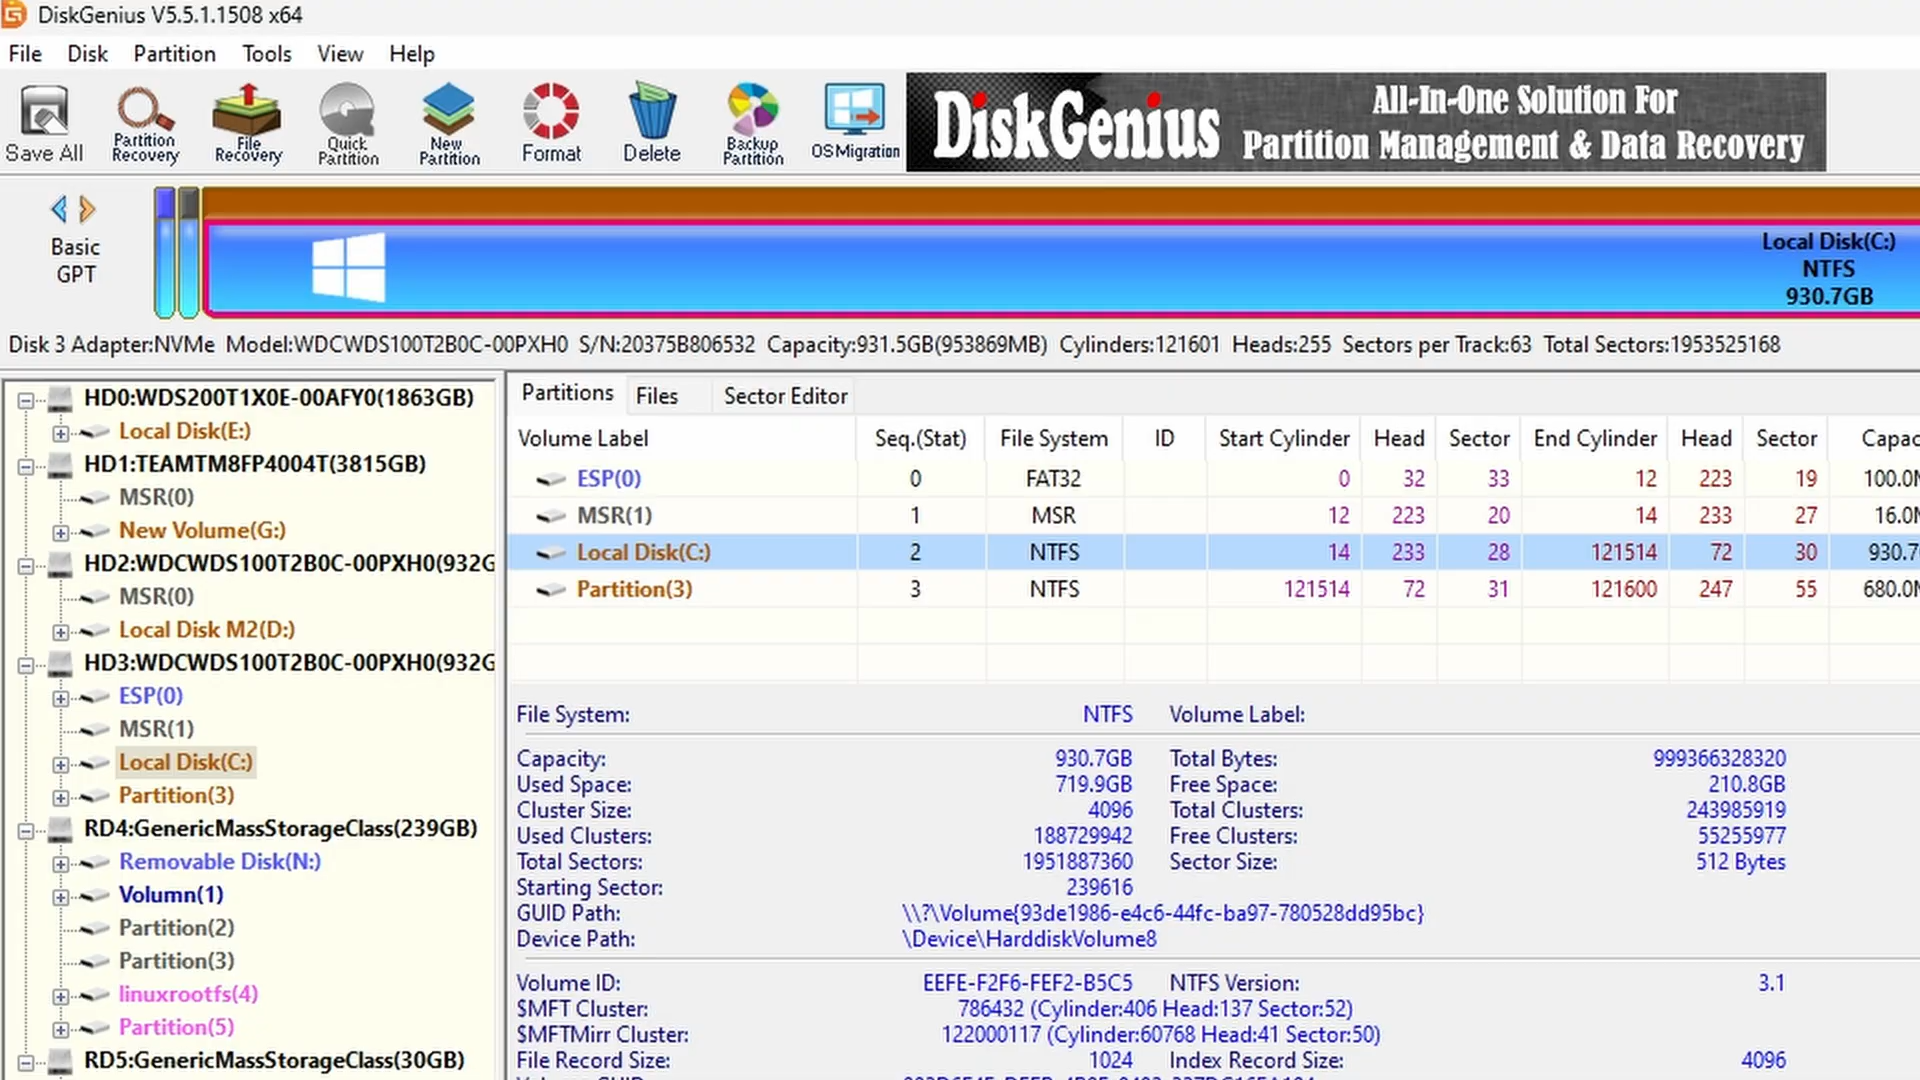 DiskGenius V5.5.1.1508 x64
File Disk Partition Tools View Help
Save All Partition Recovery File Recovery Quick Partition New Partition Format Delete Backup Partition OS Migration
DiskGenius All-In-One Solution For
Partition Management & Data Recovery
Basic
GPT
Local Disk(C:)
NTFS
930.7GB
Disk 3 Adapter:NVMe Model:WDCWDS100T2B0C-00PXH0 S/N:20375B806532 Capacity:931.5GB(953869MB) Cylinders:121601 Heads:255 Sectors per Track:63 Total Sectors:1953525168
HD0:WDS200T1X0E-00AFY0(1863GB)
Local Disk(E:)
HD1:TEAMTM8FP4004T(3815GB)
MSR(0)
New Volume(G:)
HD2:WDCWDS100T2B0C-00PXH0(932G
MSR(0)
Local Disk M2(D:)
HD3:WDCWDS100T2B0C-00PXH0(932G
ESP(0)
MSR(1)
Local Disk(C:)
Partition(3)
RD4:GenericMassStorageClass(239GB)
Removable Disk(N:)
Volumn(1)
Partition(2)
Partition(3)
linuxrootfs(4)
Partition(5)
RD5:GenericMassStorageClass(30GB)
Partitions Files Sector Editor
Volume Label Seq.(Stat) File System ID Start Cylinder Head Sector End Cylinder Head Sector Capac
ESP(0) 0 FAT32 0 32 33 12 223 19 100.0M
MSR(1) 1 MSR 12 223 20 14 233 27 16.0M
Local Disk(C:) 2 NTFS 14 233 28 121514 72 30 930.7
Partition(3) 3 NTFS 121514 72 31 121600 247 55 680.0M
File System: NTFS Volume Label:
Capacity: 930.7GB Total Bytes: 999366328320
Used Space: 719.9GB Free Space: 210.8GB
Cluster Size: 4096 Total Clusters: 243985919
Used Clusters: 188729942 Free Clusters: 55255977
Total Sectors: 1951887360 Sector Size: 512 Bytes
Starting Sector: 239616
GUID Path: \\?\Volume{93de1986-e4c6-44fc-ba97-780528dd95bc}
Device Path: \Device\HarddiskVolume8
Volume ID: EEFE-F2F6-FEF2-B5C5 NTFS Version: 3.1
$MFT Cluster: 786432 (Cylinder:406 Head:137 Sector:52)
$MFTMirr Cluster: 122000117 (Cylinder:60768 Head:41 Sector:50)
File Record Size: 1024 Index Record Size: 4096